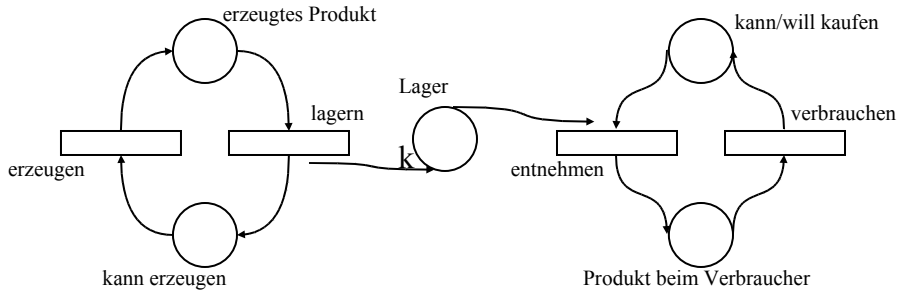 erzeugtes Produkt
kann/will kaufen
Lager
lagern
verbrauchen
erzeugen
k
entnehmen
kann erzeugen
Produkt beim Verbraucher